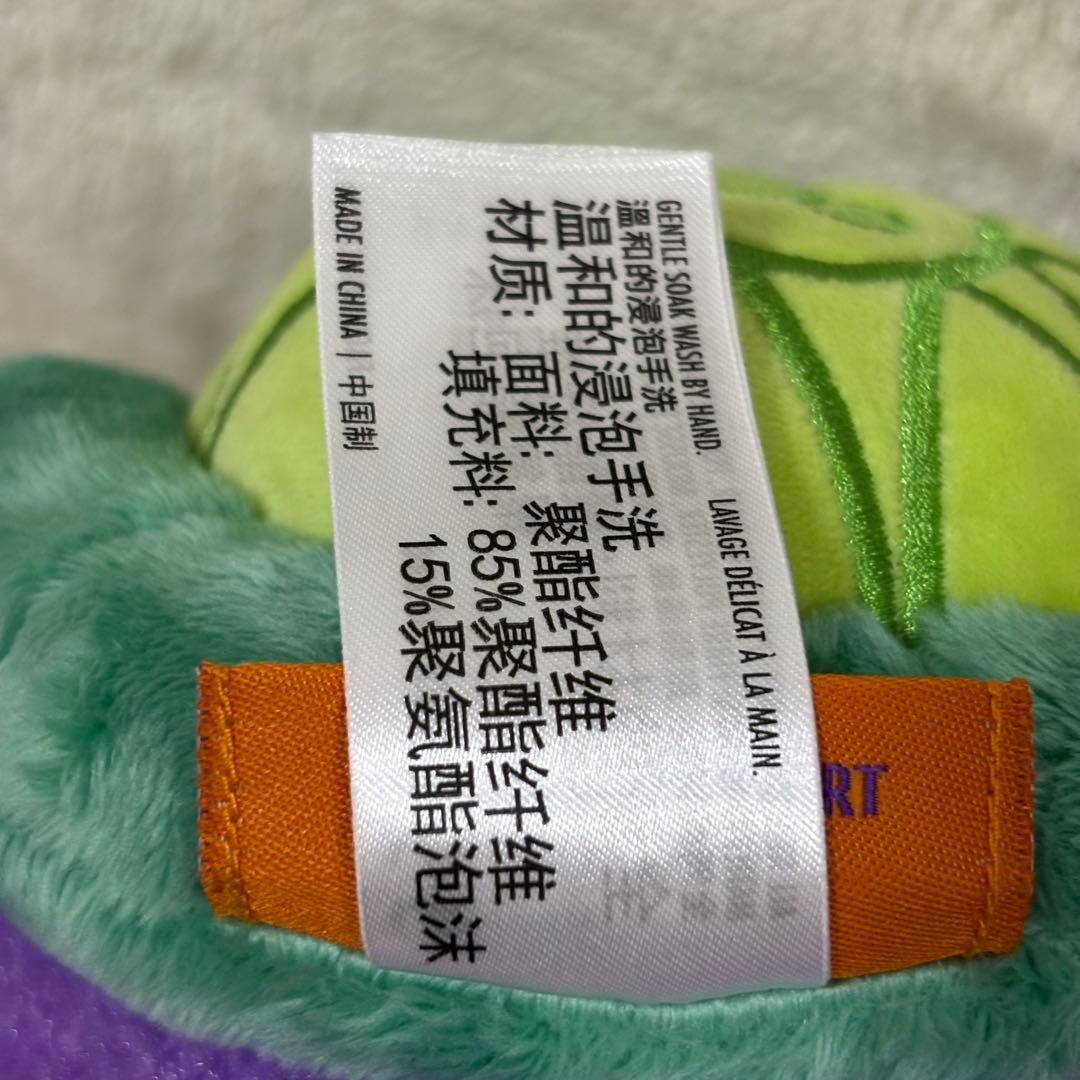 GENTLE SOAK WASH BY HAND. LAVAGE DÉLICAT À LA MAIN.
溫和的浸泡手洗
温和的浸泡手洗
材质: 面料: 聚酯纤维
填充料: 85%聚酯纤维
15%聚氨酯泡沫
MADE IN CHINA | 中国制
RT